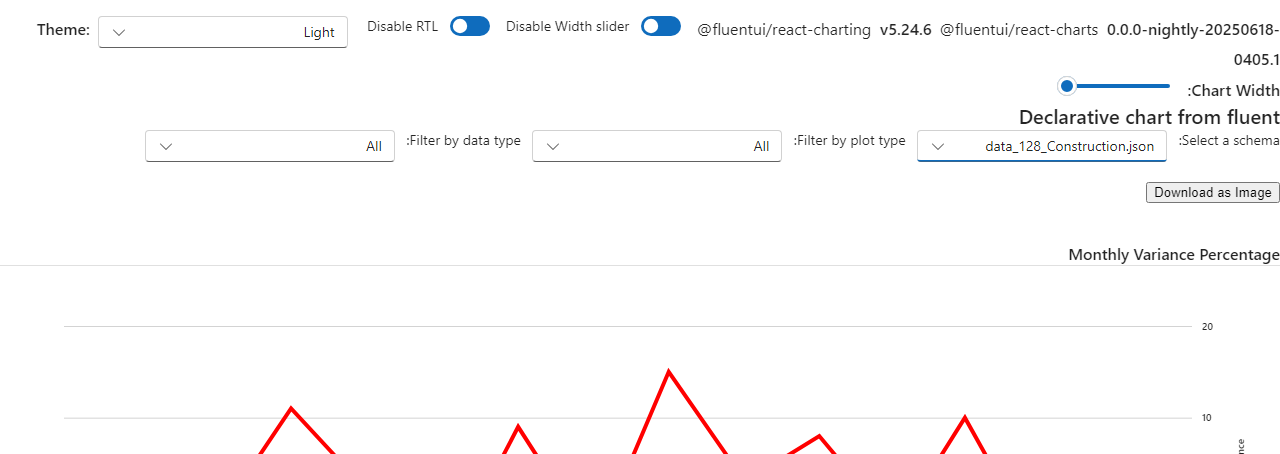 Theme: Light Disable RTL Disable Width slider @fluentui/react-charting v5.24.6 @fluentui/react-charts 0.0.0-nightly-20250618-
0405.1
:Chart Width
Declarative chart from fluent
:Select a schema data_128_Construction.json :Filter by plot type All :Filter by data type All
Download as Image
Monthly Variance Percentage
20
10